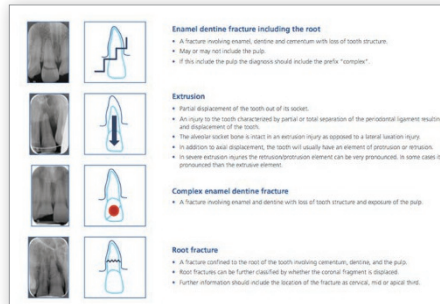 Enamel dentine fracture including the root
• A fracture involving enamel, dentine and cementum with loss of tooth structure.
• May or may not include the pulp.
• If this include the pulp the diagnosis should include the prefix "complex".
Extrusion
• Partial displacement of the tooth out of its socket.
• An injury to the tooth characterized by partial or total separation of the periodontal ligament resulting
and displacement of the tooth.
• The alveolar socket bone is intact in an extrusion injury as opposed to a lateral luxation injury.
• In addition to axial displacement, the tooth will usually have an element of protrusion or retrusion.
• In severe extrusion injuries the retrusion/protrusion element can be very pronounced. In some cases it
pronounced than the extrusive element.
Complex enamel dentine fracture
• A fracture involving enamel and dentine with loss of tooth structure and exposure of the pulp.
Root fracture
• A fracture confined to the root of the tooth involving cementum, dentine, and the pulp.
• Root fractures can be further classified by whether the coronal fragment is displaced.
• Further information should include the location of the fracture as cervical, mid or apical third.